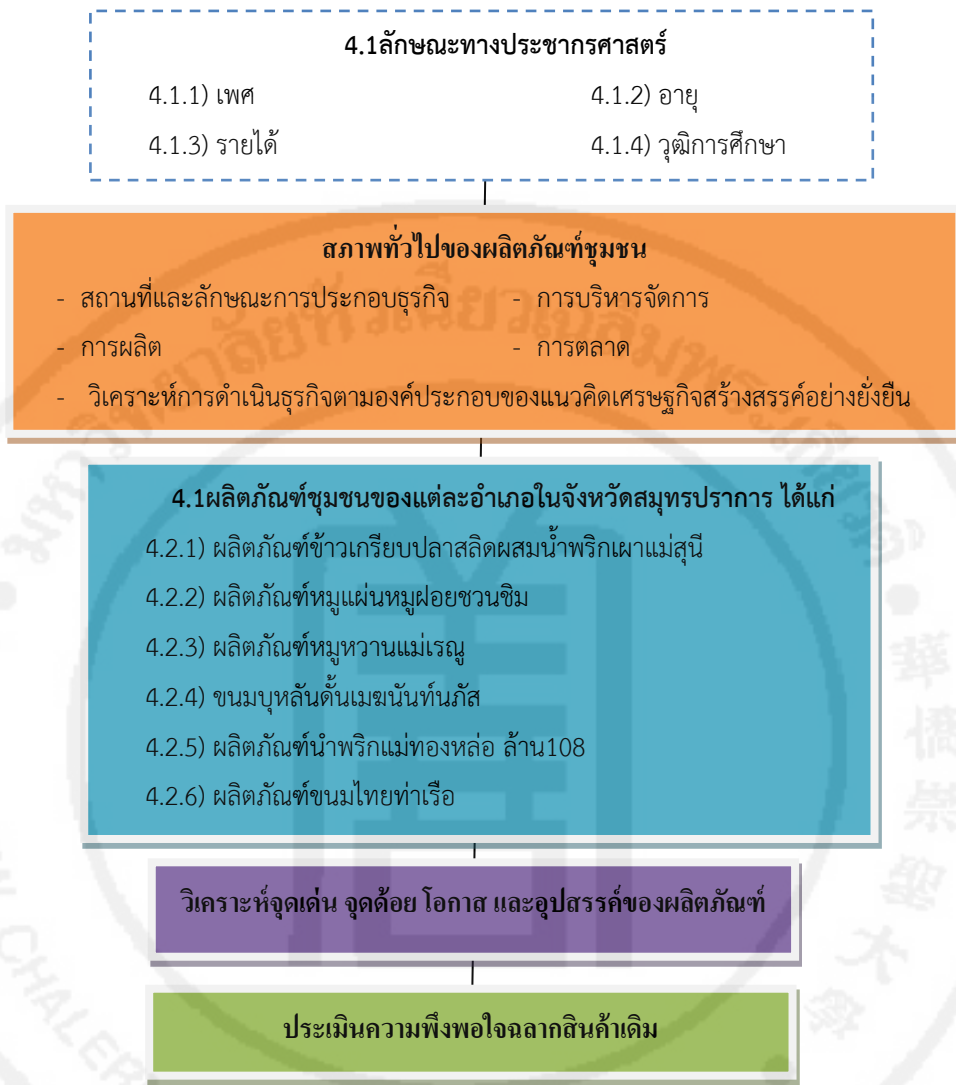 4.1ลักษณะทางประชากรศาสตร์
4.1.1) เพศ 4.1.2) อายุ
4.1.3) รายได้ 4.1.4) วุฒิการศึกษา
สภาพทั่วไปของผลิตภัณฑ์ชุมชน
- สถานที่และลักษณะการประกอบธุรกิจ - การบริหารจัดการ
- การผลิต - การตลาด
- วิเคราะห์การดำเนินธุรกิจตามองค์ประกอบของแนวคิดเศรษฐกิจสร้างสรรค์อย่างยั่งยืน
4.1ผลิตภัณฑ์ชุมชนของแต่ละอำเภอในจังหวัดสมุทรปราการ ได้แก่
4.2.1) ผลิตภัณฑ์ข้าวเกรียบปลาสลิดผสมน้ำพริกเผาแม่สุนี
4.2.2) ผลิตภัณฑ์หมูแผ่นหมูฝอยชวนชิม
4.2.3) ผลิตภัณฑ์หมูหวานแม่เรณู
4.2.4) ขนมบุหลันดั้นเมฆนันท์นภัส
4.2.5) ผลิตภัณฑ์นำพริกแม่ทองหล่อ ล้าน108
4.2.6) ผลิตภัณฑ์ขนมไทยท่าเรือ
วิเคราะห์จุดเด่น จุดด้อย โอกาส และอุปสรรค์ของผลิตภัณฑ์
ประเมินความพึงพอใจฉลากสินค้าเดิม
華僑崇聖大學